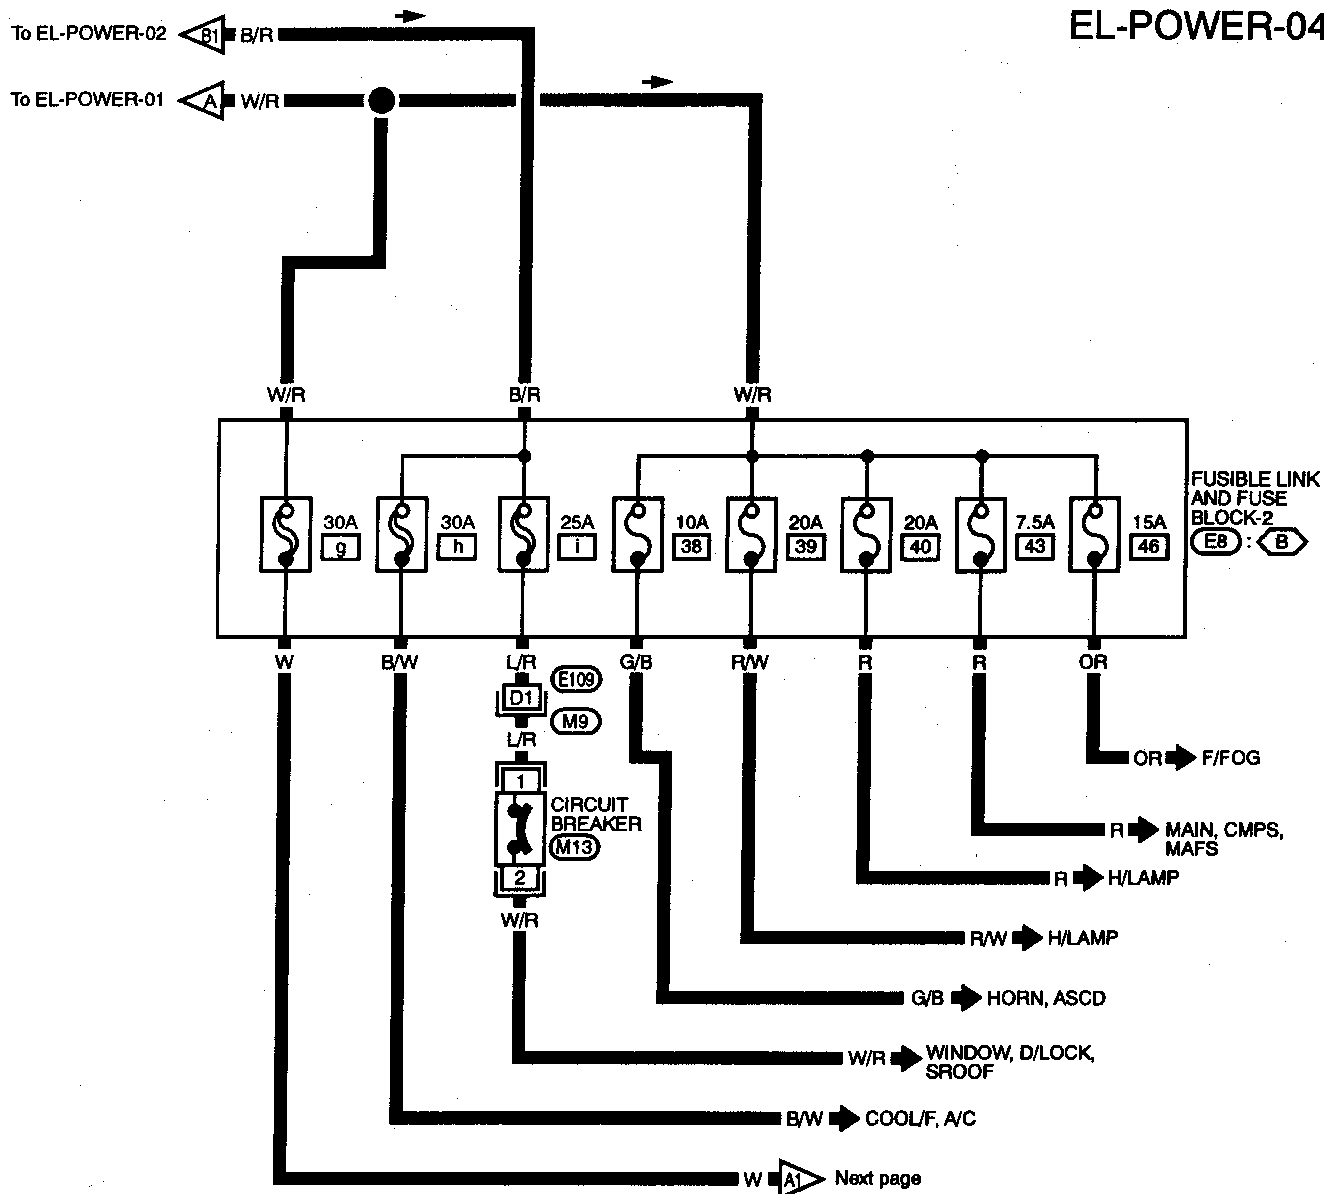 EL-POWER-04
To EL-POWER-02 B1 B/R
To EL-POWER-01 A W/R
W/R B/R W/R
FUSIBLE LINK
AND FUSE
BLOCK-2
E8 : B
30A 30A 25A 10A 20A 20A 7.5A 15A
g h i 38 39 40 43 46
W B/W L/R G/B R/W R R OR
E109
D1
M9
L/R
OR F/FOG
1
CIRCUIT
BREAKER
M13
2
R MAIN, CMPS,
MAFS
R H/LAMP
W/R
R/W H/LAMP
G/B HORN, ASCD
W/R WINDOW, D/LOCK,
SROOF
B/W COOL/F, A/C
W A1 Next page